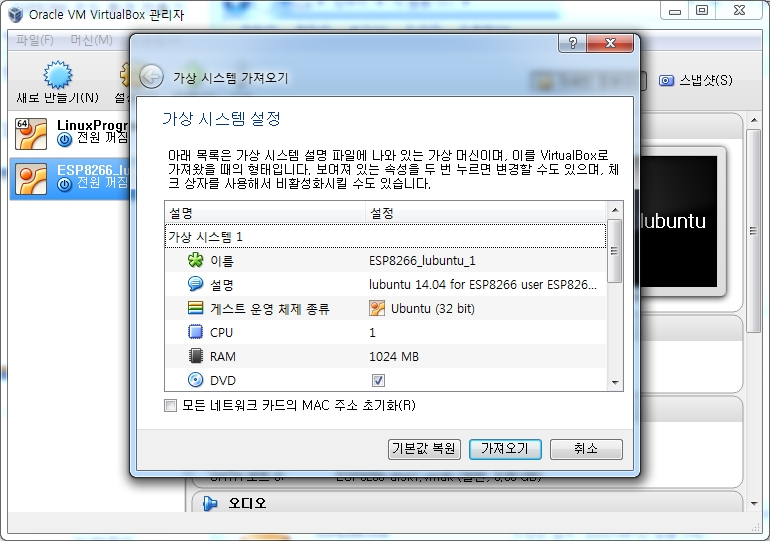 Oracle VM VirtualBox 관리자
파일(F) 머신(M)
새로 만들기(N)
스냅샷(S)
64
LinuxProgr
전원 꺼짐
ESP8266_lu
전원 꺼짐
lubuntu
가상 시스템 가져오기
가상 시스템 설정
아래 목록은 가상 시스템 설명 파일에 나와 있는 가상 머신이며, 이를 VirtualBox로
가져왔을 때의 형태입니다. 보여져 있는 속성을 두 번 누르면 변경할 수도 있으며, 체
크 상자를 사용해서 비활성화시킬 수도 있습니다.
설명 설정
가상 시스템 1
이름 ESP8266_lubuntu_1
설명 lubuntu 14.04 for ESP8266 user ESP826...
게스트 운영 체제 종류 Ubuntu (32 bit)
CPU 1
RAM 1024 MB
DVD
모든 네트워크 카드의 MAC 주소 초기화(R)
기본값 복원 가져오기 취소
오디오